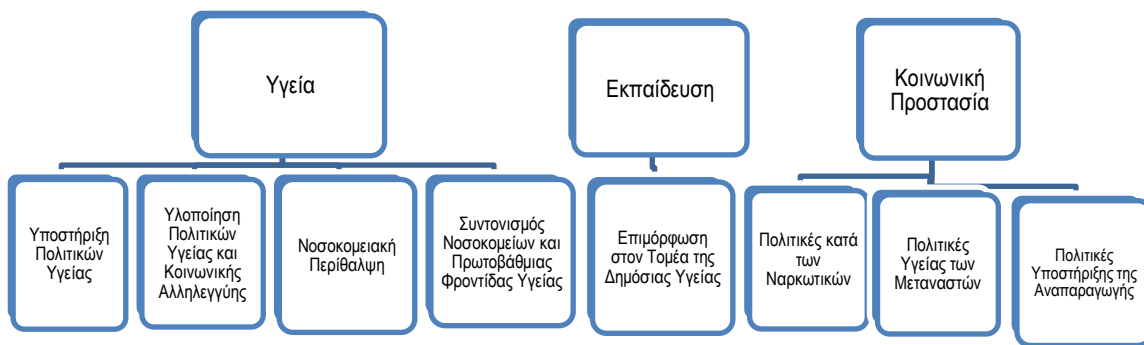 Υγεία
Εκπαίδευση
Κοινωνική
Προστασία
Υποστήριξη
Πολιτικών
Υγείας
Υλοποίηση
Πολιτικών
Υγείας και
Κοινωνικής
Αλληλεγγύης
Νοσοκομειακή
Περίθαλψη
Συντονισμός
Νοσοκομείων και
Πρωτοβάθμιας
Φροντίδας Υγείας
Επιμόρφωση
στον Τομέα της
Δημόσιας Υγείας
Πολιτικές κατά
των
Ναρκωτικών
Πολιτικές
Υγείας των
Μεταναστών
Πολιτικές
Υποστήριξης της
Αναπαραγωγής